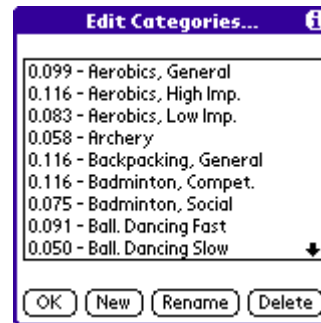 Edit Categories...
0.099 - Aerobics, General
0.116 - Aerobics, High Imp.
0.083 - Aerobics, Low Imp.
0.058 - Archery
0.116 - Backpacking, General
0.116 - Badminton, Compet.
0.075 - Badminton, Social
0.091 - Ball. Dancing Fast
0.050 - Ball. Dancing Slow
OK New Rename Delete